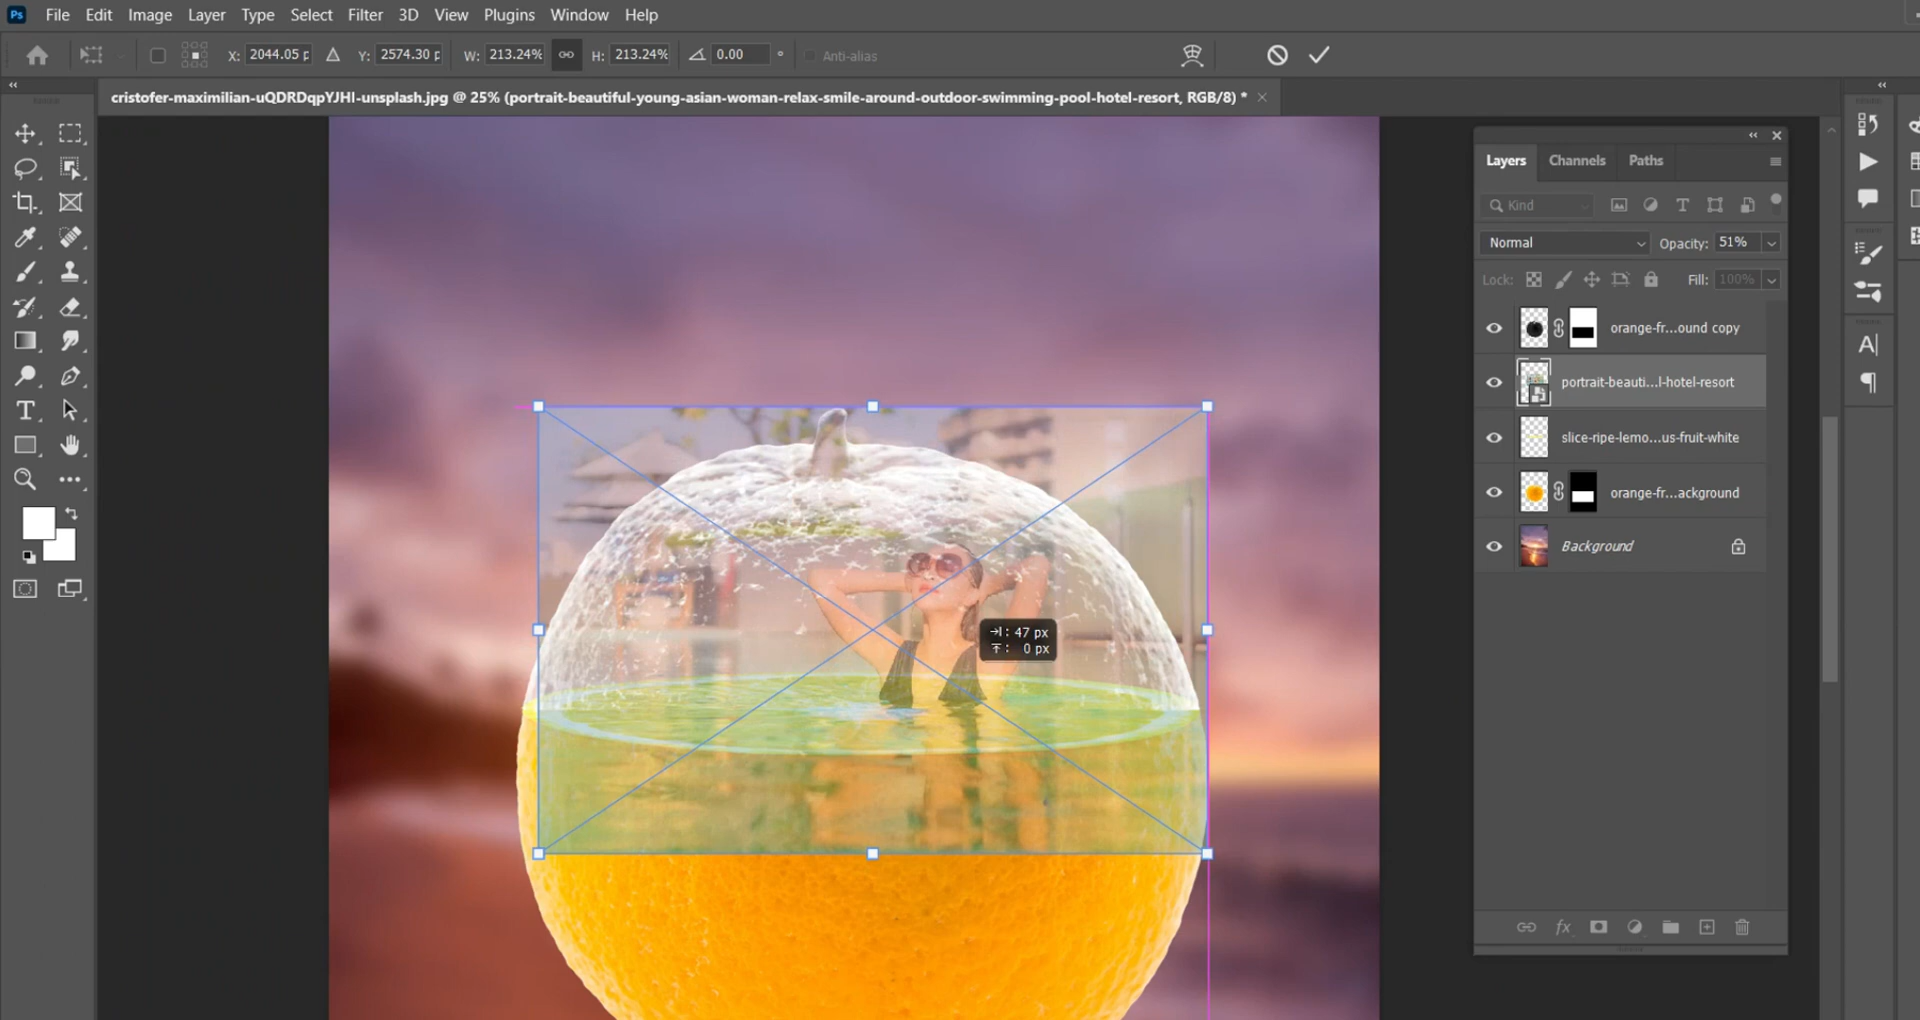 Ps File Edit Image Layer Type Select Filter 3D View Plugins Window Help
X: 2044.05 p Y: 2574.30 p W: 213.24% H: 213.24% 0.00 ° Anti-alias
cristofer-maximilian-uQDRDqpYJHI-unsplash.jpg @ 25% (portrait-beautiful-young-asian-woman-relax-smile-around-outdoor-swimming-pool-hotel-resort, RGB/8) *
Layers Channels Paths
Kind
Normal Opacity: 51%
Lock: Fill: 100%
orange-fr...ound copy
portrait-beauti...l-hotel-resort
slice-ripe-lemo...us-fruit-white
orange-fr...ackground
Background
: 47 px
: 0 px